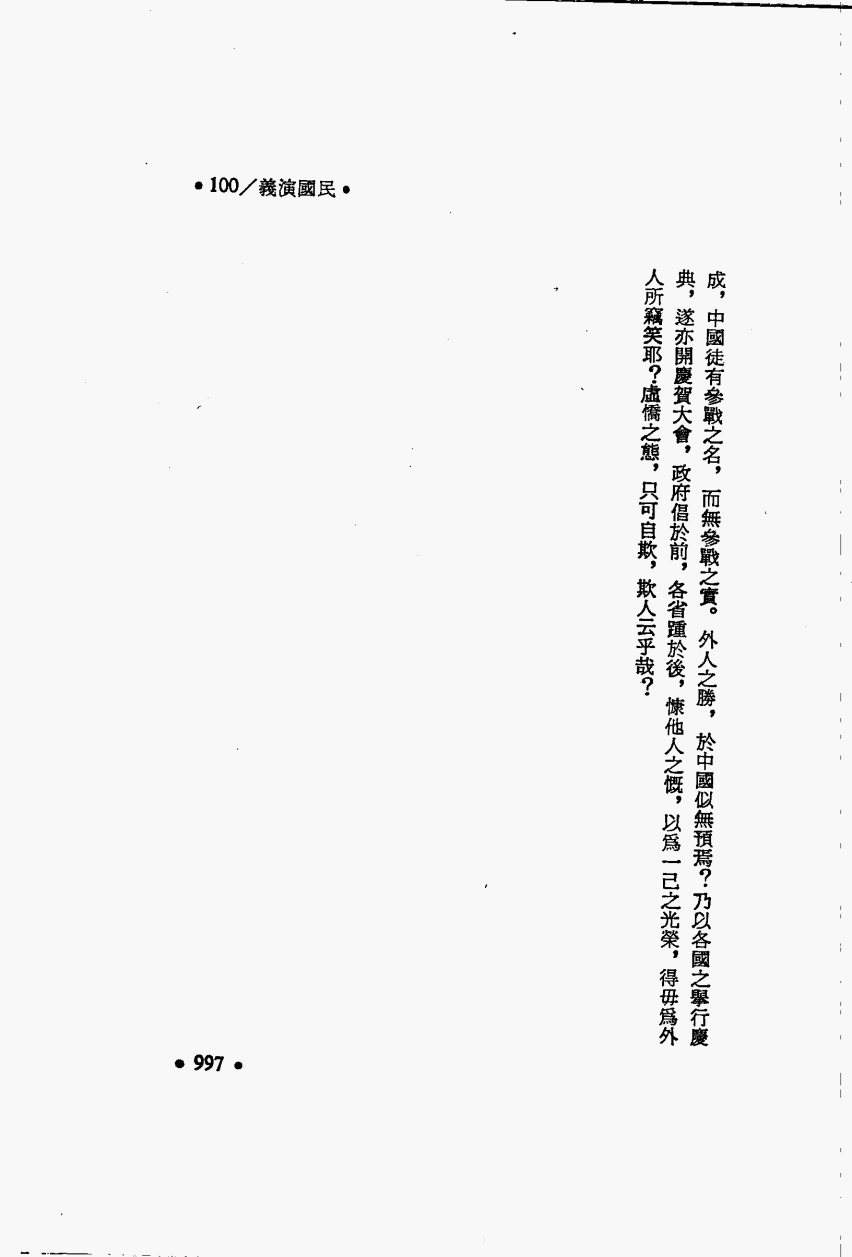 •100／義演國民•
成，中國徒有參戰之名，而無參戰之實。外人之勝，於中國似無預焉？乃以各國之舉行慶
典，遂亦開慶賀大會，政府倡於前，各省踵於後，慷他人之慨，以爲一己之光榮，得毋爲外
人所竊笑耶？虛憍之態，只可自欺，欺人云乎哉？
•997•